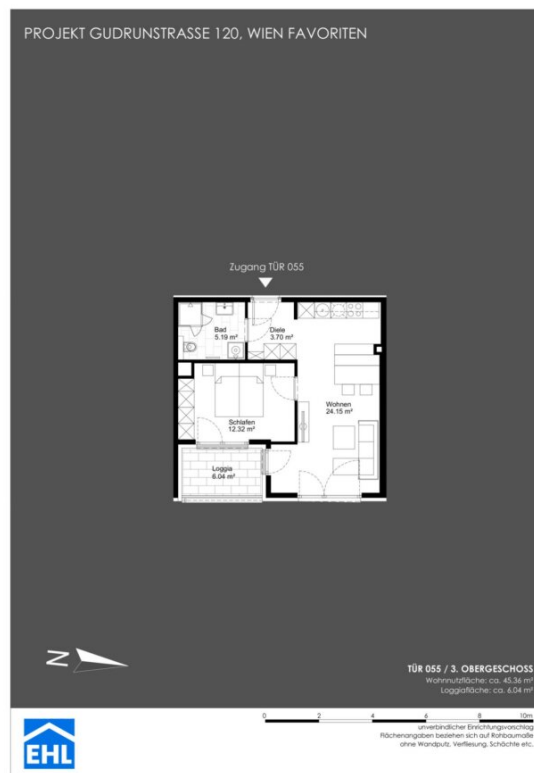 PROJEKT GUDRUNSTRASSE 120, WIEN FAVORITEN
Zugang TÜR 055
Bad
5.19 m²
Diele
3.70 m²
Wohnen
24.15 m²
Schlafen
12.32 m²
Loggia
6.04 m²
N
TÜR 055 / 3. OBERGESCHOSS
Wohnnutzfläche: ca. 45.36 m²
Loggiafläche: ca. 6.04 m²
0 2 4 6 8 10m
unverbindlicher Einrichtungsvorschlag
Flächenangaben beziehen sich auf Rohbaumaße
ohne Wandputz, Verfliesung, Schächte etc.
EHL